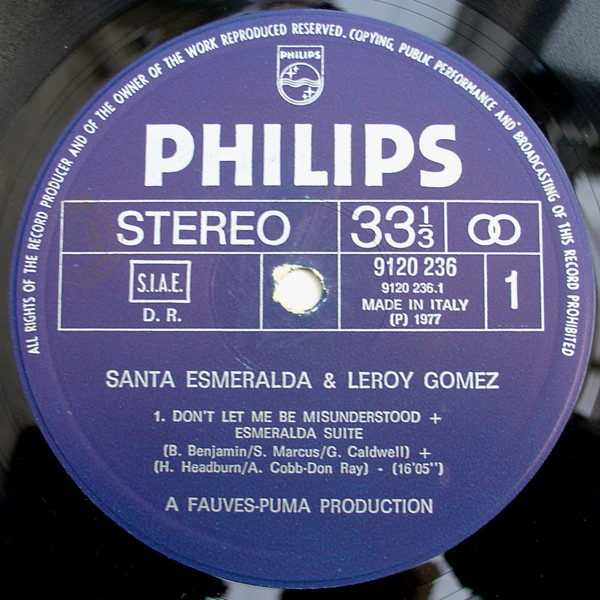 ALL RIGHTS OF THE RECORD PRODUCER AND OF THE OWNER OF THE WORK REPRODUCED RESERVED. COPYING, PUBLIC PERFORMANCE AND BROADCASTING OF THIS RECORD PROHIBITED
PHILIPS
PHILIPS
STEREO 33⅓
S.I.A.E.
D. R.
9120 236
9120 236.1
MADE IN ITALY
(P) 1977
1
SANTA ESMERALDA & LEROY GOMEZ
1. DON'T LET ME BE MISUNDERSTOOD +
ESMERALDA SUITE
(B. Benjamin/S. Marcus/G. Caldwell) +
(H. Headburn/A. Cobb-Don Ray) - (16'05'')
A FAUVES-PUMA PRODUCTION